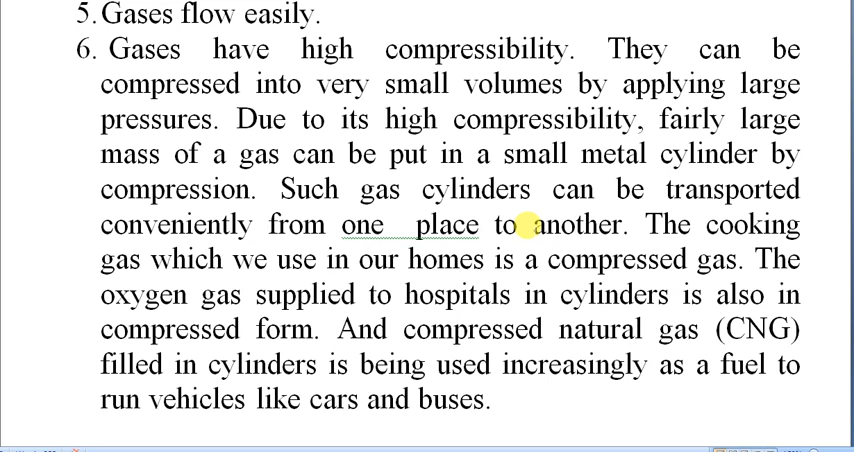 5. Gases flow easily.
6. Gases have high compressibility. They can be
compressed into very small volumes by applying large
pressures. Due to its high compressibility, fairly large
mass of a gas can be put in a small metal cylinder by
compression. Such gas cylinders can be transported
conveniently from one place to another. The cooking
gas which we use in our homes is a compressed gas. The
oxygen gas supplied to hospitals in cylinders is also in
compressed form. And compressed natural gas (CNG)
filled in cylinders is being used increasingly as a fuel to
run vehicles like cars and buses.